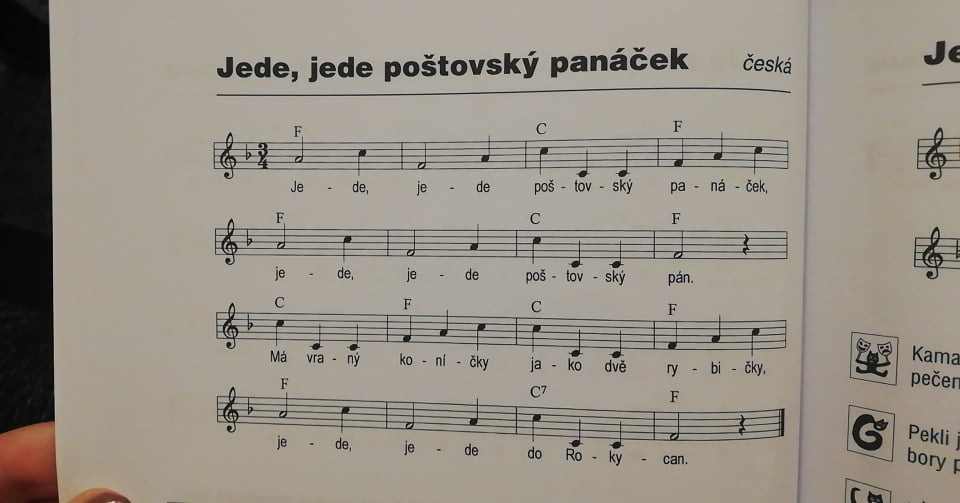 Jede, jede poštovský panáček česká
F C F
3
4
Je - de, je - de poš - tov - ský pa - ná - ček,
F C F
je - de, je - de poš - tov - ský pán.
C F C F
Má vra - ný ko - ní - čky ja - ko dvě ry - bi - čky,
F C7 F
je - de, je - de do Ro - ky - can.
Je
Kama
pečen
Pekli j
bory p